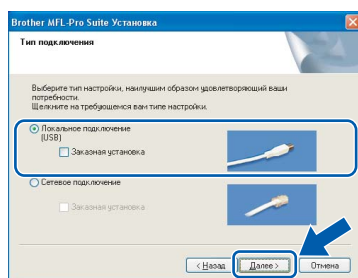 Brother MFL-Pro Suite Установка
Тип подключения
Выберите тип настройки, наилучшим образом удовлетворяющий ваши
потребности.
Щелкните на требующемся вам типе настройки.
Локальное подключение
(USB)
Заказная установка
Сетевое подключение
Заказная установка
< Назад
Далее >
Отмена